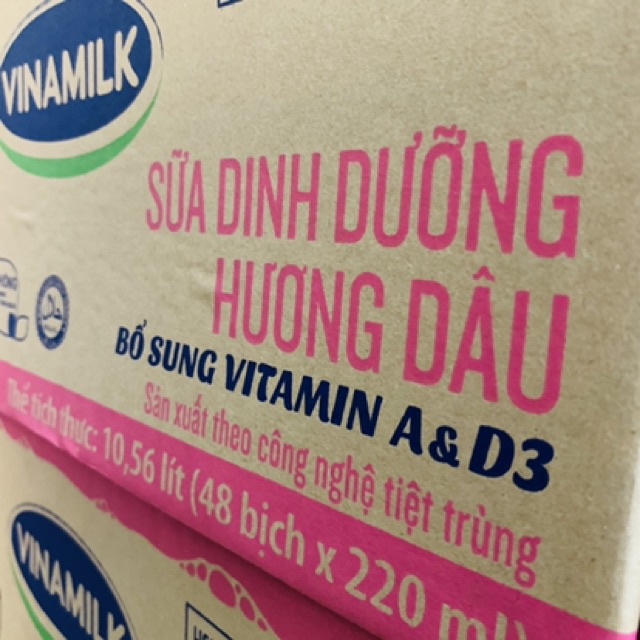 VINAMILK
SỮA DINH DƯỠNG
HƯƠNG DÂU
BỔ SUNG VITAMIN A & D3
Sản xuất theo công nghệ tiệt trùng
Thể tích thực: 10,56 lít (48 bịch x 220 ml)
VINAMILK